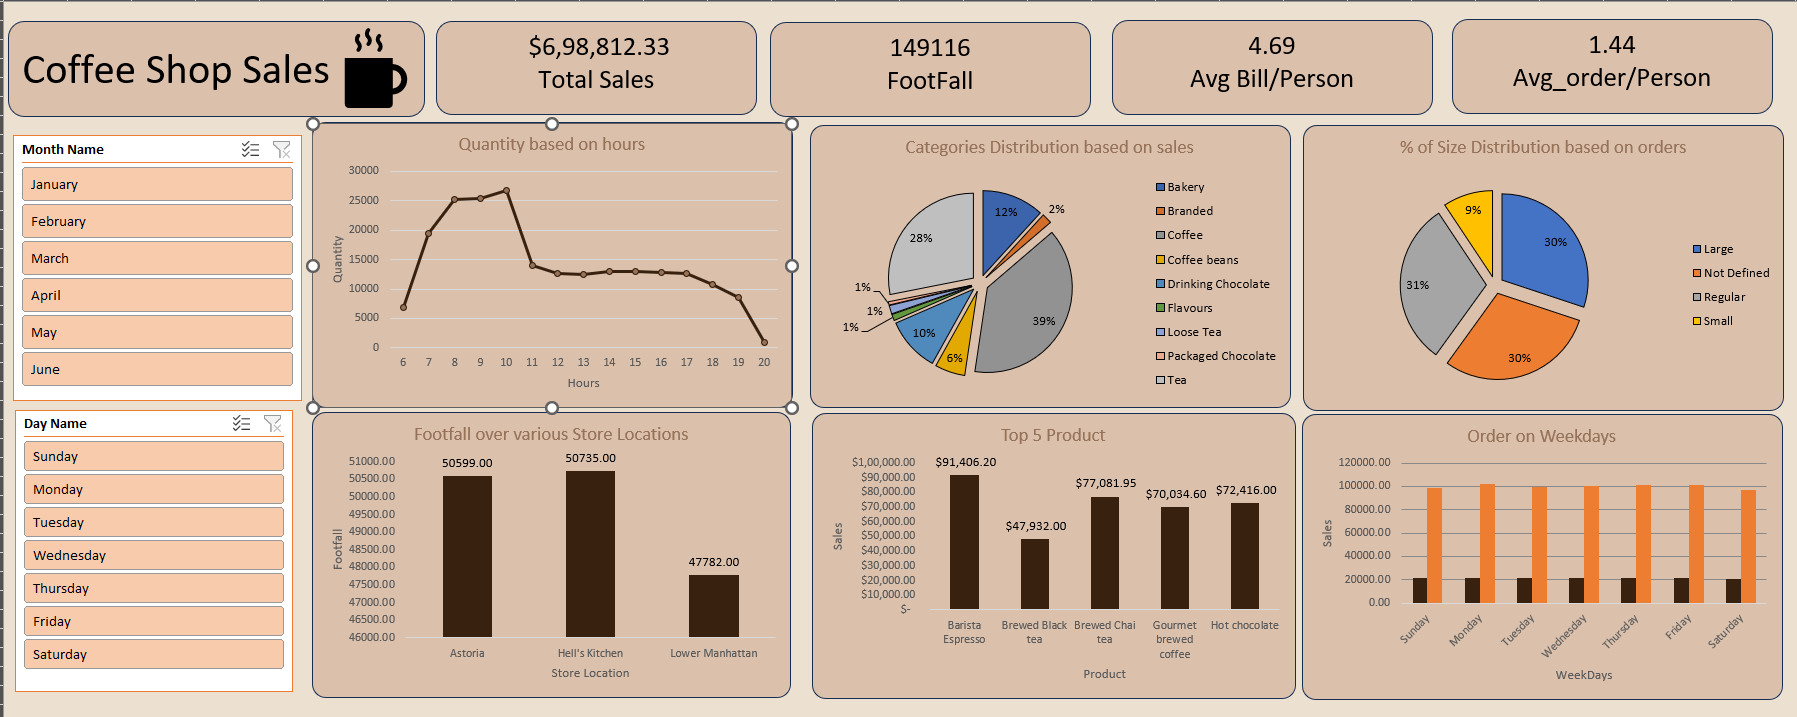 Coffee Shop Sales
$6,98,812.33
Total Sales
149116
FootFall
4.69
Avg Bill/Person
1.44
Avg_order/Person
Month Name
January
February
March
April
May
June
Day Name
Sunday
Monday
Tuesday
Wednesday
Thursday
Friday
Saturday
Quantity based on hours
Quantity
30000
25000
20000
15000
10000
5000
0
6 7 8 9 10 11 12 13 14 15 16 17 18 19 20
Hours
Categories Distribution based on sales
12%
2%
39%
6%
10%
1%
1%
1%
28%
Bakery
Branded
Coffee
Coffee beans
Drinking Chocolate
Flavours
Loose Tea
Packaged Chocolate
Tea
% of Size Distribution based on orders
30%
30%
31%
9%
Large
Not Defined
Regular
Small
Footfall over various Store Locations
Footfall
51000.00
50500.00
50000.00
49500.00
49000.00
48500.00
48000.00
47500.00
47000.00
46500.00
46000.00
50599.00
50735.00
47782.00
Astoria
Hell's Kitchen
Lower Manhattan
Store Location
Top 5 Product
Sales
$1,00,000.00
$90,000.00
$80,000.00
$70,000.00
$60,000.00
$50,000.00
$40,000.00
$30,000.00
$20,000.00
$10,000.00
$-
$91,406.20
$47,932.00
$77,081.95
$70,034.60
$72,416.00
Barista
Espresso
Brewed Black
tea
Brewed Chai
tea
Gourmet
brewed
coffee
Hot chocolate
Product
Order on Weekdays
Sales
120000.00
100000.00
80000.00
60000.00
40000.00
20000.00
0.00
Sunday
Monday
Tuesday
Wednesday
Thursday
Friday
Saturday
WeekDays